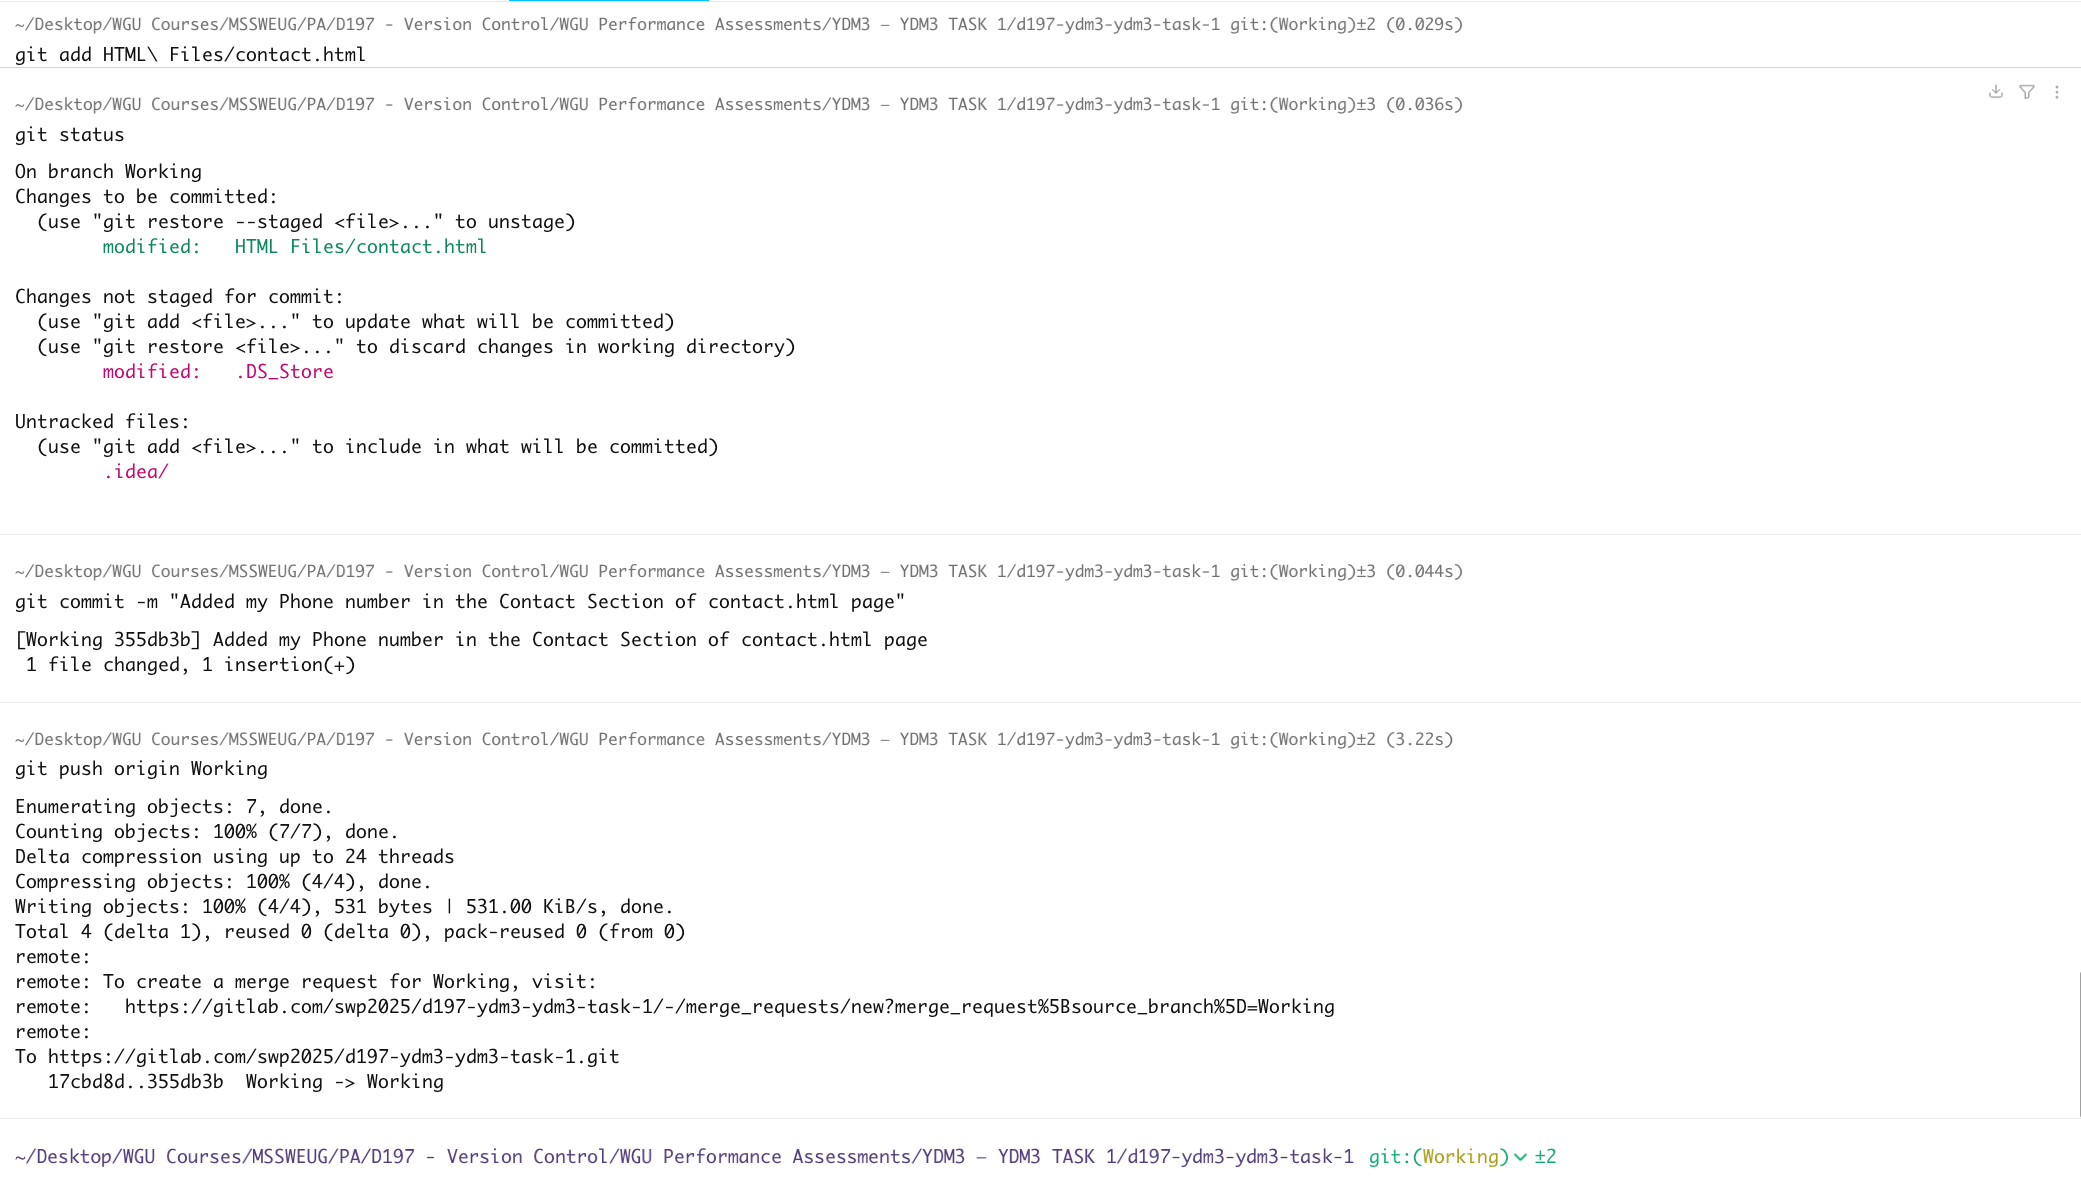 ~/Desktop/WGU Courses/MSSWEUG/PA/D197 - Version Control/WGU Performance Assessments/YDM3 — YDM3 TASK 1/d197-ydm3-ydm3-task-1 git:(Working)±2 (0.029s)
git add HTML\ Files/contact.html
~/Desktop/WGU Courses/MSSWEUG/PA/D197 - Version Control/WGU Performance Assessments/YDM3 — YDM3 TASK 1/d197-ydm3-ydm3-task-1 git:(Working)±3 (0.036s)
git status
On branch Working
Changes to be committed:
  (use "git restore --staged <file>..." to unstage)
        modified:   HTML Files/contact.html
Changes not staged for commit:
  (use "git add <file>..." to update what will be committed)
  (use "git restore <file>..." to discard changes in working directory)
        modified:   .DS_Store
Untracked files:
  (use "git add <file>..." to include in what will be committed)
        .idea/
~/Desktop/WGU Courses/MSSWEUG/PA/D197 - Version Control/WGU Performance Assessments/YDM3 — YDM3 TASK 1/d197-ydm3-ydm3-task-1 git:(Working)±3 (0.044s)
git commit -m "Added my Phone number in the Contact Section of contact.html page"
[Working 355db3b] Added my Phone number in the Contact Section of contact.html page
 1 file changed, 1 insertion(+)
~/Desktop/WGU Courses/MSSWEUG/PA/D197 - Version Control/WGU Performance Assessments/YDM3 — YDM3 TASK 1/d197-ydm3-ydm3-task-1 git:(Working)±2 (3.22s)
git push origin Working
Enumerating objects: 7, done.
Counting objects: 100% (7/7), done.
Delta compression using up to 24 threads
Compressing objects: 100% (4/4), done.
Writing objects: 100% (4/4), 531 bytes | 531.00 KiB/s, done.
Total 4 (delta 1), reused 0 (delta 0), pack-reused 0 (from 0)
remote:
remote: To create a merge request for Working, visit:
remote:   https://gitlab.com/swp2025/d197-ydm3-ydm3-task-1/-/merge_requests/new?merge_request%5Bsource_branch%5D=Working
remote:
To https://gitlab.com/swp2025/d197-ydm3-ydm3-task-1.git
   17cbd8d..355db3b  Working -> Working
~/Desktop/WGU Courses/MSSWEUG/PA/D197 - Version Control/WGU Performance Assessments/YDM3 — YDM3 TASK 1/d197-ydm3-ydm3-task-1 git:(Working) ±2